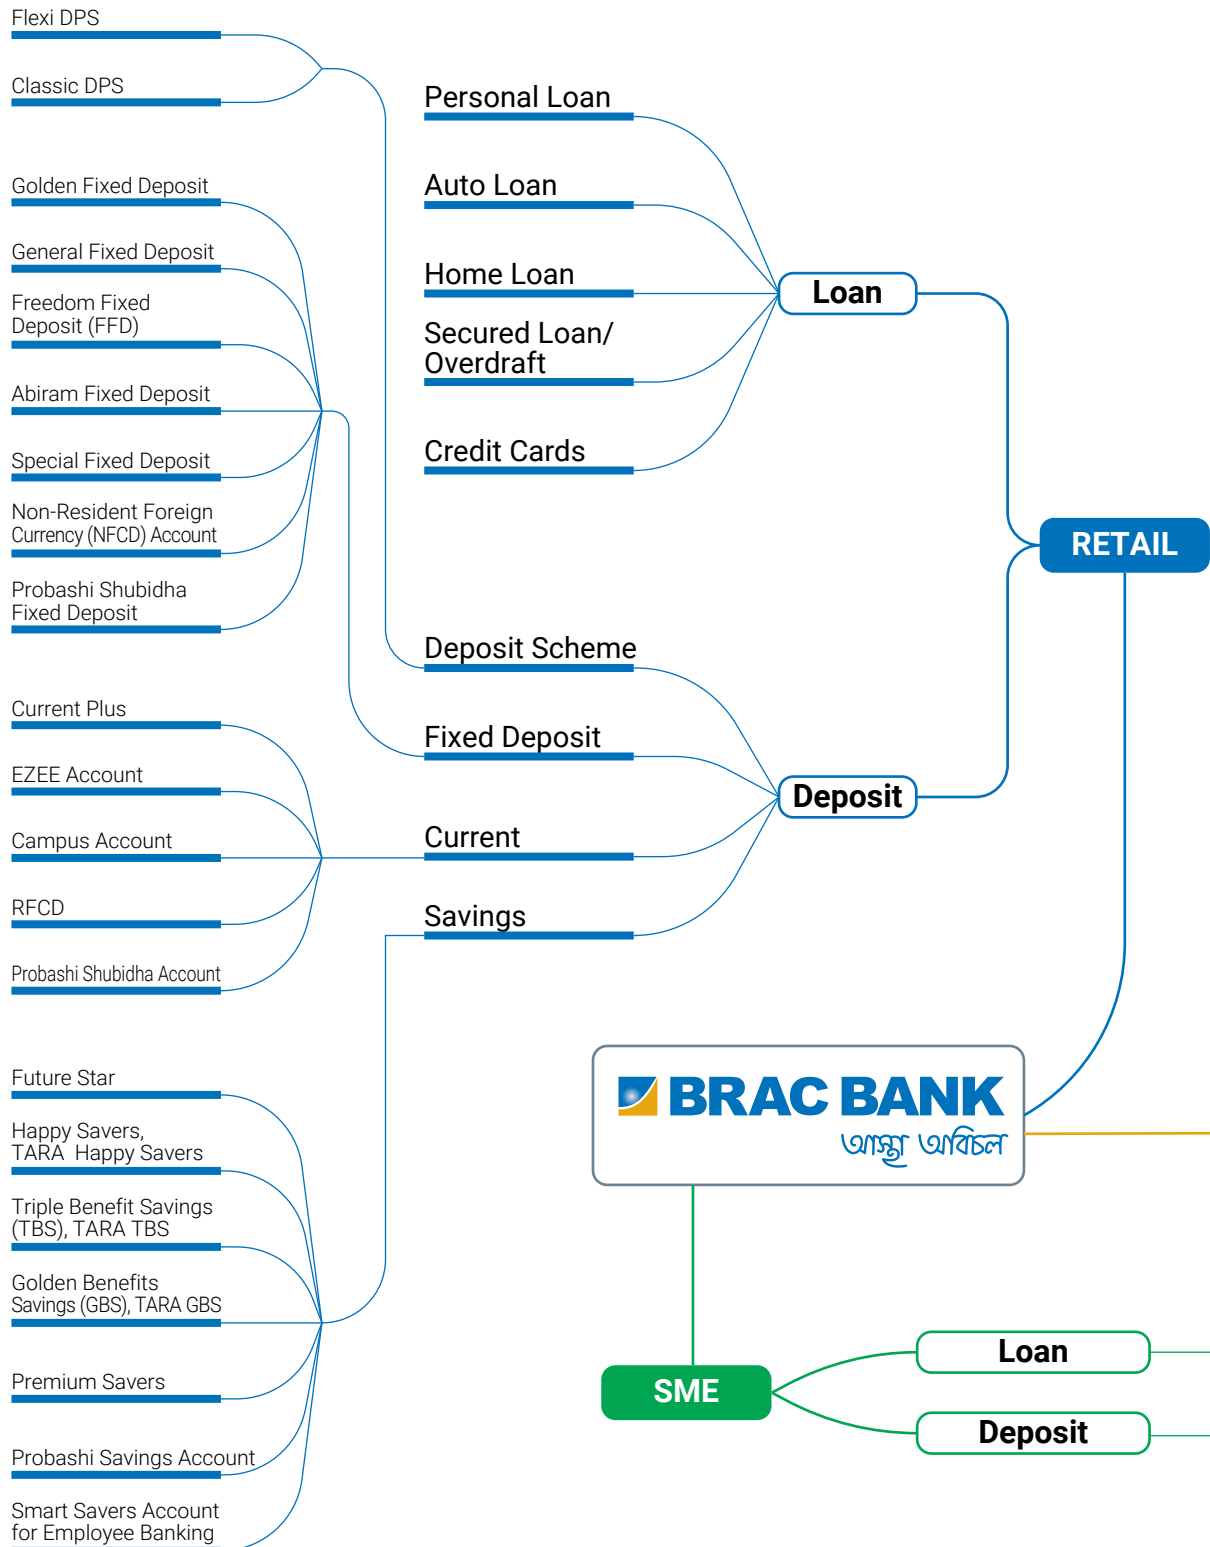 Flexi DPS
Classic DPS
Golden Fixed Deposit
General Fixed Deposit
Freedom Fixed
Deposit (FFD)
Abiram Fixed Deposit
Special Fixed Deposit
Non-Resident Foreign
Currency (NFCD) Account
Probashi Shubidha
Fixed Deposit
Current Plus
EZEE Account
Campus Account
RFCD
Probashi Shubidha Account
Future Star
Happy Savers,
TARA Happy Savers
Triple Benefit Savings
(TBS), TARA TBS
Golden Benefits
Savings (GBS), TARA GBS
Premium Savers
Probashi Savings Account
Smart Savers Account
for Employee Banking
Personal Loan
Auto Loan
Home Loan
Secured Loan/
Overdraft
Credit Cards
Deposit Scheme
Fixed Deposit
Current
Savings
Loan
Deposit
RETAIL
BRAC BANK
আস্থা অবিচল
SME
Loan
Deposit